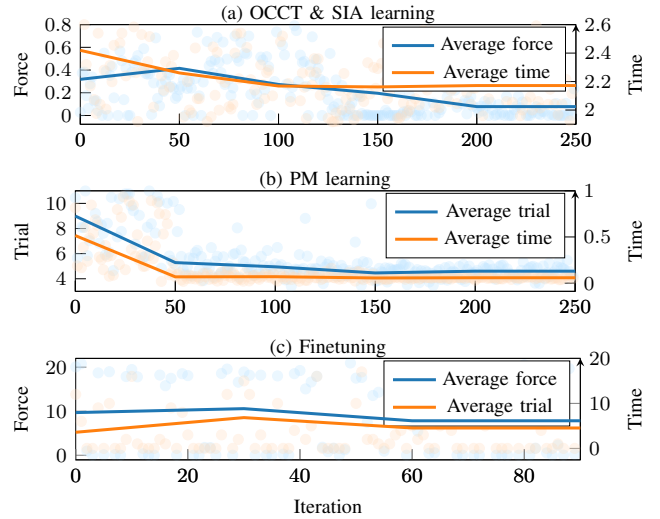 (a) OCCT & SIA learning
0.8
0.6
0.4
0.2
0
Force
2.6
2.4
2.2
2
Time
Average force
Average time
0 50 100 150 200 250
(b) PM learning
10
8
6
4
Trial
1
0.5
0
Time
Average trial
Average time
0 50 100 150 200 250
(c) Finetuning
20
10
0
Force
20
10
0
Time
Average force
Average trial
0 20 40 60 80
Iteration